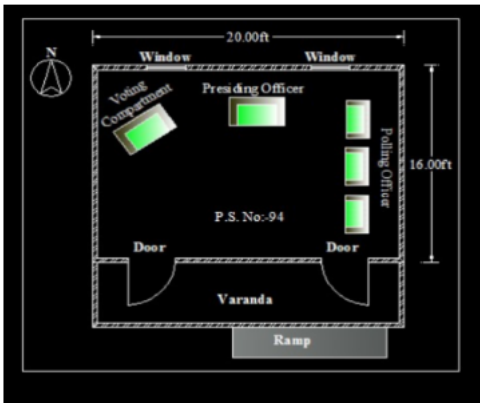 20.00ft
N
Window
Window
Voting
Compartment
Presiding Officer
Polling Officer
16.00ft
P.S. No:-94
Door
Door
Varanda
Ramp